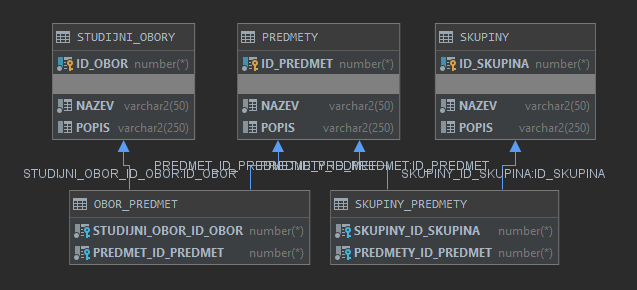 STUDIJNI_OBORY
ID_OBOR number(*)
NAZEV varchar2(50)
POPIS varchar2(250)
PREDMETY
ID_PREDMET number(*)
NAZEV varchar2(50)
POPIS varchar2(250)
SKUPINY
ID_SKUPINA number(*)
NAZEV varchar2(50)
POPIS varchar2(250)
STUDIJNI_OBOR_ID_OBOR:ID_OBOR
SKUPINY_ID_SKUPINA:ID_SKUPINA
OBOR_PREDMET
STUDIJNI_OBOR_ID_OBOR number(*)
PREDMET_ID_PREDMET number(*)
SKUPINY_PREDMETY
SKUPINY_ID_SKUPINA number(*)
PREDMETY_ID_PREDMET number(*)